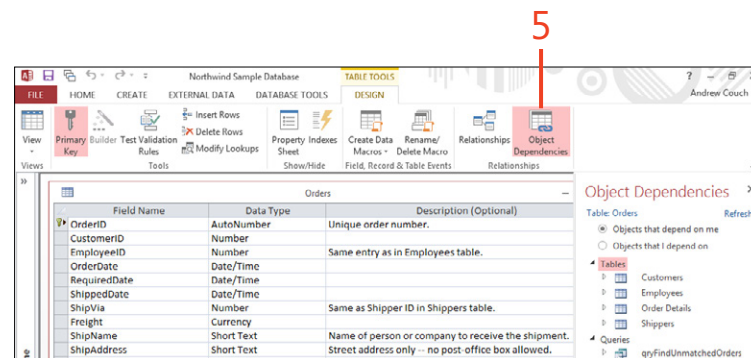 5
Northwind Sample Database
TABLE TOOLS
?
Andrew Couch
FILE
HOME
CREATE
EXTERNAL DATA
DATABASE TOOLS
DESIGN
View
Primary Key
Builder
Test Validation Rules
Insert Rows
Delete Rows
Modify Lookups
Property Sheet
Indexes
Create Data Macros
Rename/ Delete Macro
Relationships
Object Dependencies
Views
Tools
Show/Hide
Field, Record & Table Events
Relationships
Orders
Field Name Data Type Description (Optional)
OrderID AutoNumber Unique order number.
CustomerID Number
EmployeeID Number Same entry as in Employees table.
OrderDate Date/Time
RequiredDate Date/Time
ShippedDate Date/Time
ShipVia Number Same as Shipper ID in Shippers table.
Freight Currency
ShipName Short Text Name of person or company to receive the shipment.
ShipAddress Short Text Street address only -- no post-office box allowed.
Object Dependencies
Table: Orders
Refresh
Objects that depend on me
Objects that I depend on
Tables
Customers
Employees
Order Details
Shippers
Queries
qryFindUnmatchedOrders